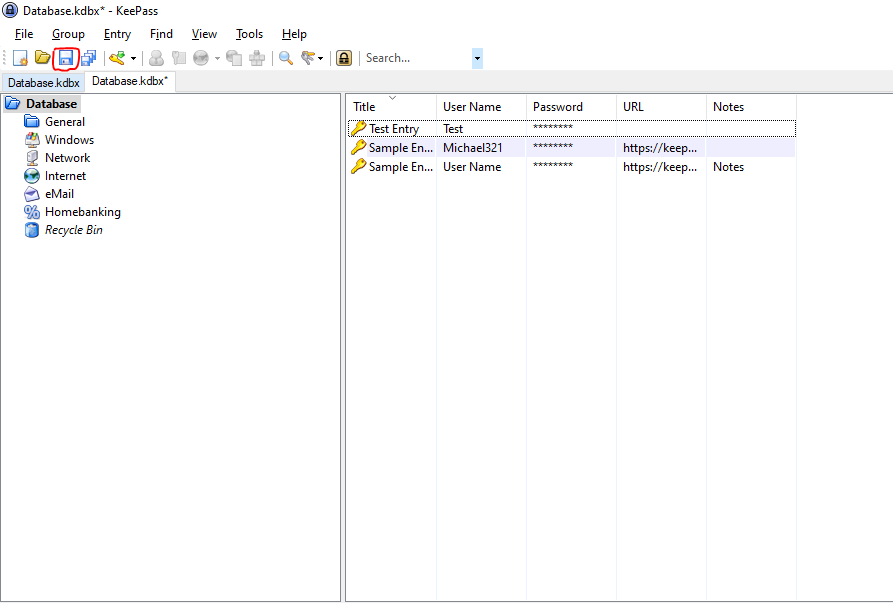 Database.kdbx* - KeePass
File Group Entry Find View Tools Help
Search...
Database.kdbx Database.kdbx*
Database
General
Windows
Network
Internet
eMail
Homebanking
Recycle Bin
Title User Name Password URL Notes
Test Entry Test ********
Sample En... Michael321 ******** https://keep...
Sample En... User Name ******** https://keep... Notes